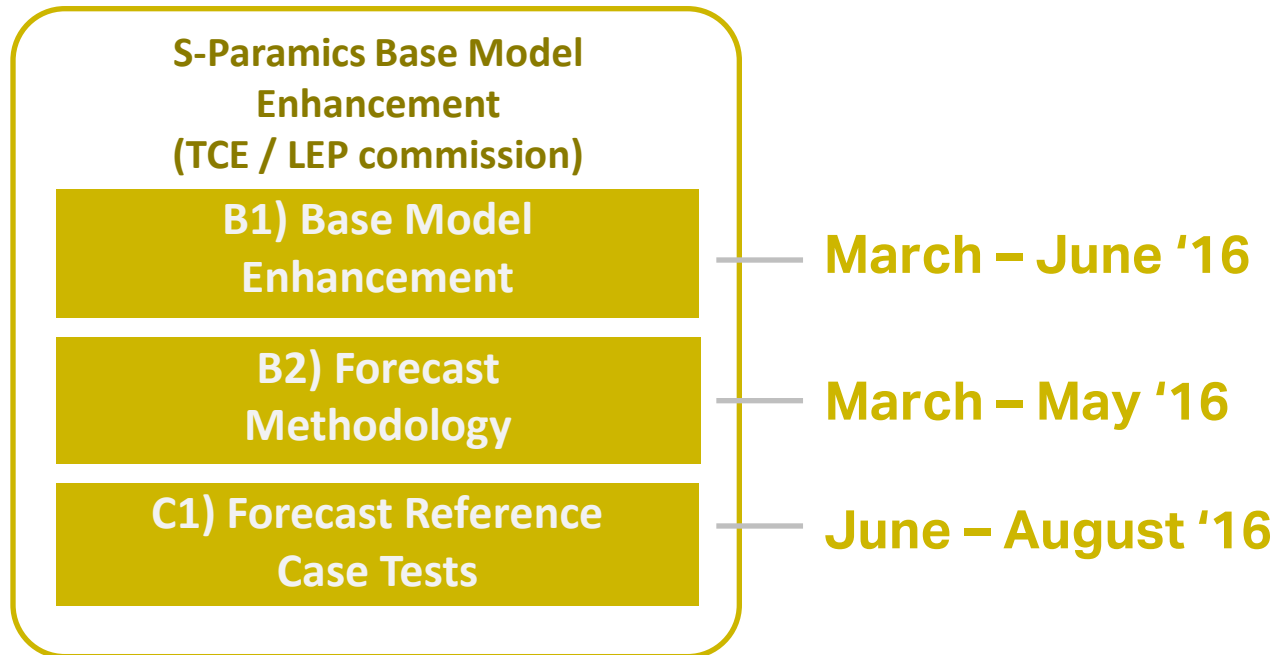 S-Paramics Base Model
Enhancement
(TCE / LEP commission)
B1) Base Model
Enhancement
March – June ‘16
B2) Forecast
Methodology
March – May ‘16
C1) Forecast Reference
Case Tests
June – August ‘16